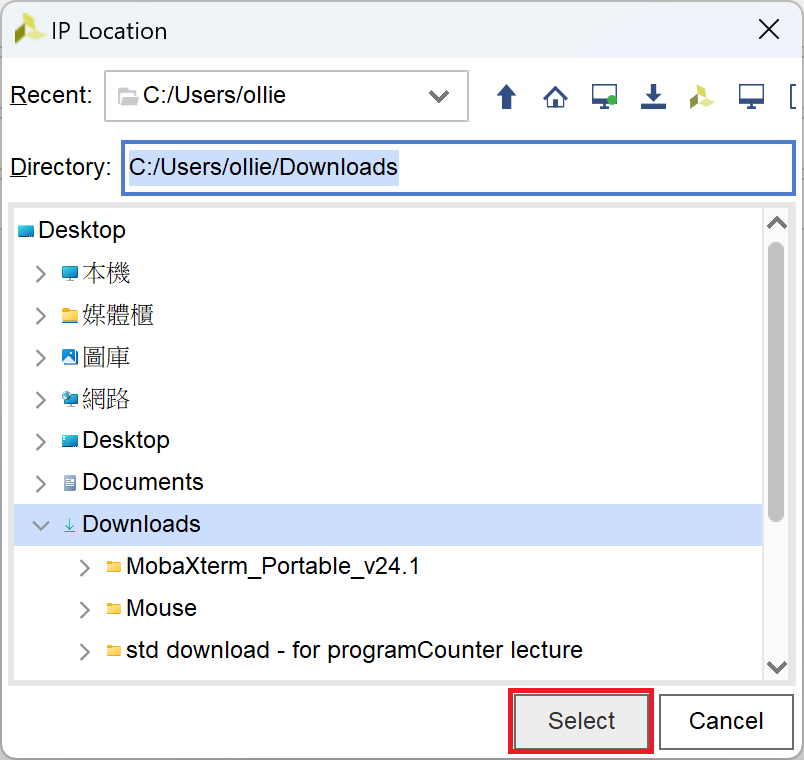 IP Location
Recent: C:/Users/ollie
Directory: C:/Users/ollie/Downloads
Desktop
本機
媒體櫃
圖庫
網路
Desktop
Documents
Downloads
MobaXterm_Portable_v24.1
Mouse
std download - for programCounter lecture
Select Cancel